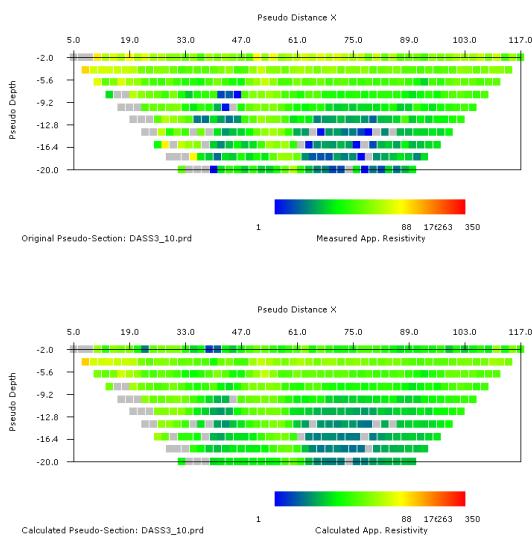 Pseudo Distance X
5.0 19.0 33.0 47.0 61.0 75.0 89.0 103.0 117.0
Pseudo Depth
-2.0
-5.6
-9.2
-12.8
-16.4
-20.0
1 88 176263 350
Original Pseudo-Section: DASS3_10.prd Measured App. Resistivity
Pseudo Distance X
5.0 19.0 33.0 47.0 61.0 75.0 89.0 103.0 117.0
Pseudo Depth
-2.0
-5.6
-9.2
-12.8
-16.4
-20.0
1 88 176263 350
Calculated Pseudo-Section: DASS3_10.prd Calculated App. Resistivity